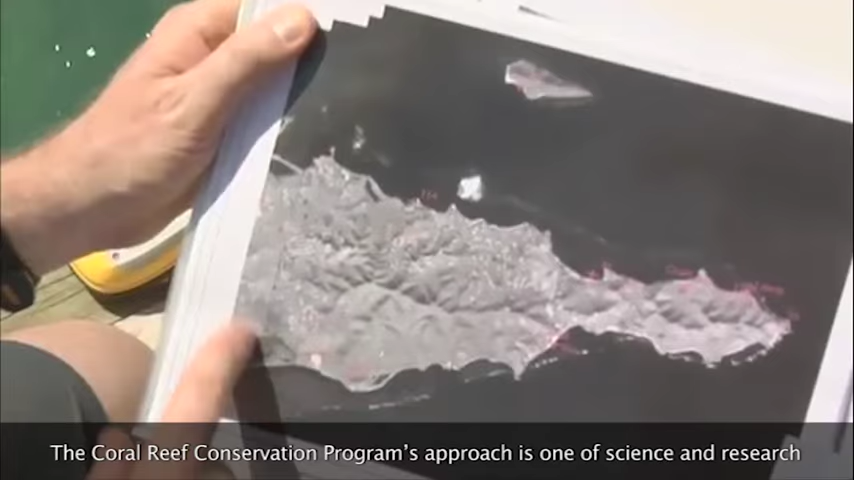 The Coral Reef Conservation Program's approach is one of science and research